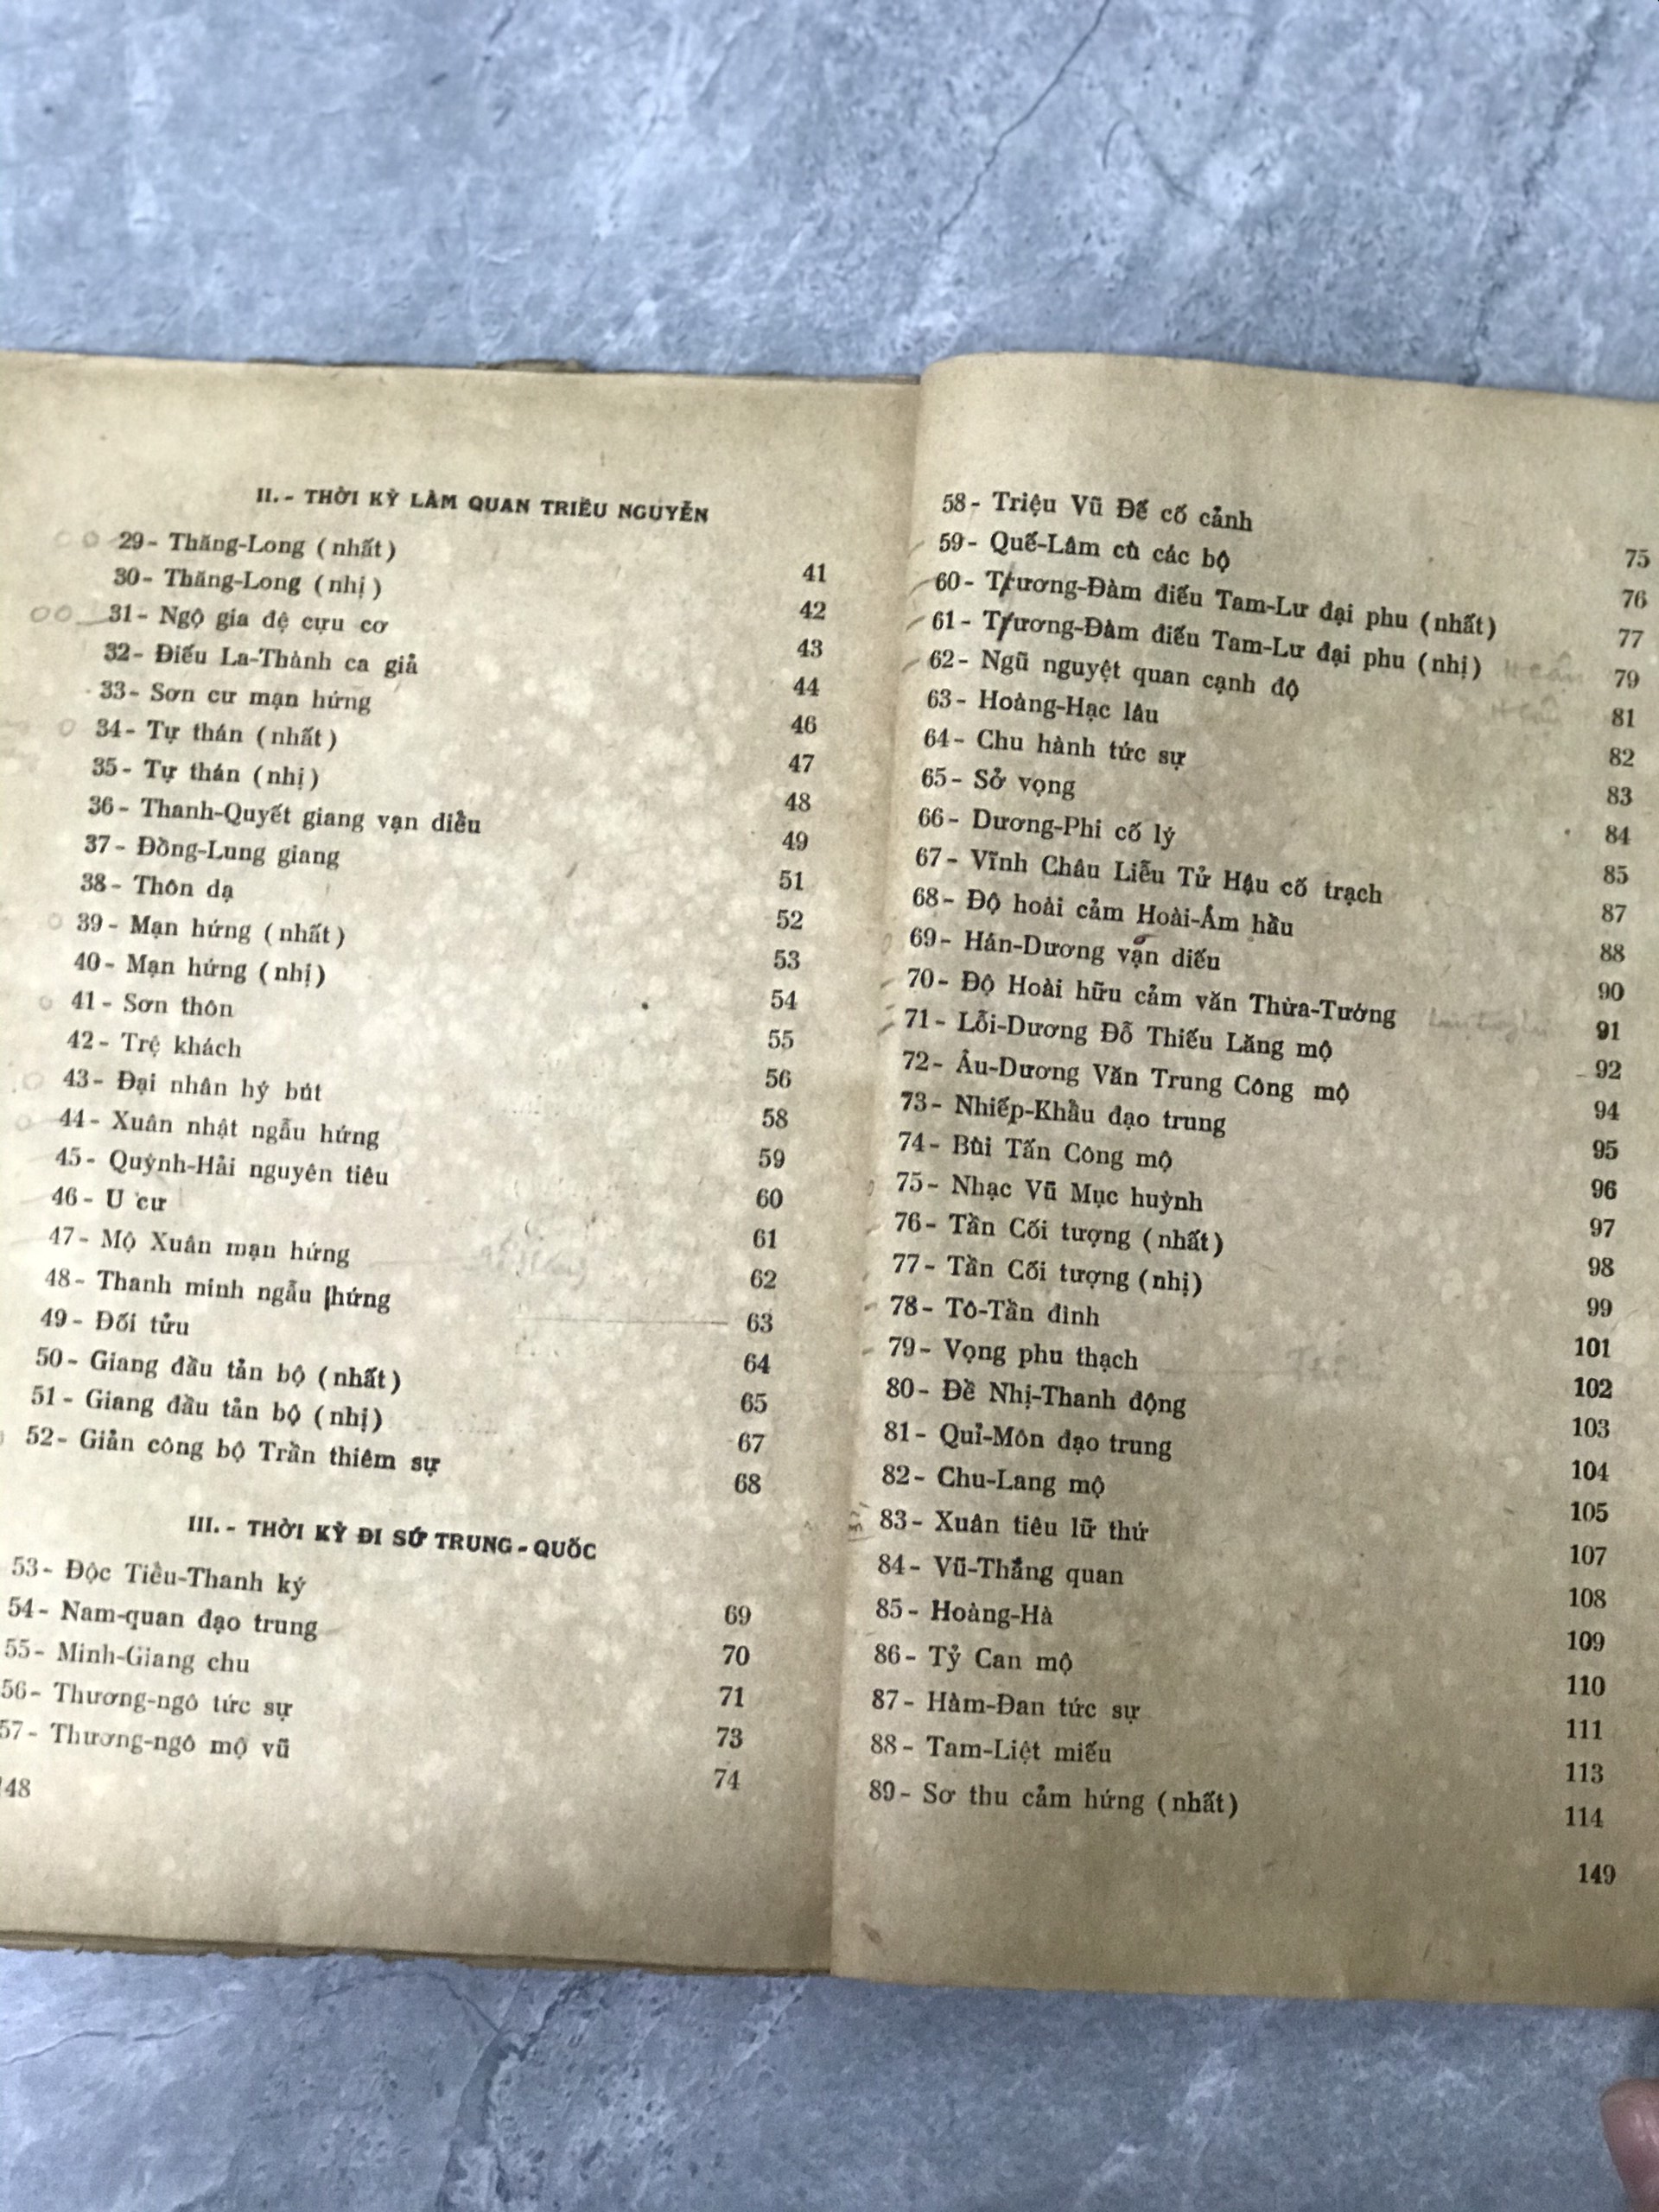 II. - THỜI KỲ LÀM QUAN TRIỀU NGUYỄN
29 - Thăng-Long (nhất) 41
30 - Thăng-Long (nhị) 42
31 - Ngộ gia đệ cựu cơ 43
32 - Điếu La-Thành ca giả 44
33 - Sơn cư mạn hứng 46
34 - Tự thán (nhất) 47
35 - Tự thán (nhị) 48
36 - Thanh-Quyết giang vạn diều 49
37 - Đồng-Lung giang 51
38 - Thôn dạ 52
39 - Mạn hứng (nhất) 53
40 - Mạn hứng (nhị) 54
41 - Sơn thôn 55
42 - Trệ khách 56
43 - Đại nhân hý bút 58
44 - Xuân nhật ngẫu hứng 59
45 - Quỳnh-Hải nguyên tiêu 60
46 - U cư 61
47 - Mộ Xuân mạn hứng 62
48 - Thanh minh ngẫu hứng 63
49 - Đối tửu 64
50 - Giang đầu tản bộ (nhất) 65
51 - Giang đầu tản bộ (nhị) 67
52 - Giản công bộ Trần thiêm sự 68
III. - THỜI KỲ ĐI SỨ TRUNG - QUỐC
53 - Độc Tiểu-Thanh ký 69
54 - Nam-quan đạo trung 70
55 - Minh-Giang chu 71
56 - Thương-ngô tức sự 73
57 - Thương-ngô mộ vũ 74
148
58 - Triệu Vũ Đế cố cảnh 75
59 - Quế-Lâm cù các bộ 76
60 - Trương-Đàm điếu Tam-Lư đại phu (nhất) 77
61 - Trương-Đàm điếu Tam-Lư đại phu (nhị) 79
62 - Ngũ nguyệt quan cạnh độ 81
63 - Hoàng-Hạc lâu 82
64 - Chu hành tức sự 83
65 - Sở vọng 84
66 - Dương-Phi cố lý 85
67 - Vĩnh Châu Liễu Tử Hậu cố trạch 87
68 - Độ hoài cảm Hoài-Âm hầu 88
69 - Hán-Dương vạn diếu 90
70 - Độ Hoài hữu cảm văn Thừa-Tướng 91
71 - Lỗi-Dương Đỗ Thiếu Lăng mộ 92
72 - Âu-Dương Văn Trung Công mộ 94
73 - Nhiếp-Khẩu đạo trung 95
74 - Bùi Tấn Công mộ 96
75 - Nhạc Vũ Mục huỳnh 97
76 - Tần Cối tượng (nhất) 98
77 - Tần Cối tượng (nhị) 99
78 - Tô-Tần đình 101
79 - Vọng phu thạch 102
80 - Đề Nhị-Thanh động 103
81 - Quỉ-Môn đạo trung 104
82 - Chu-Lang mộ 105
83 - Xuân tiêu lữ thứ 107
84 - Vũ-Thắng quan 108
85 - Hoàng-Hà 109
86 - Tỷ Can mộ 110
87 - Hàm-Đan tức sự 111
88 - Tam-Liệt miếu 113
89 - Sơ thu cảm hứng (nhất) 114
149